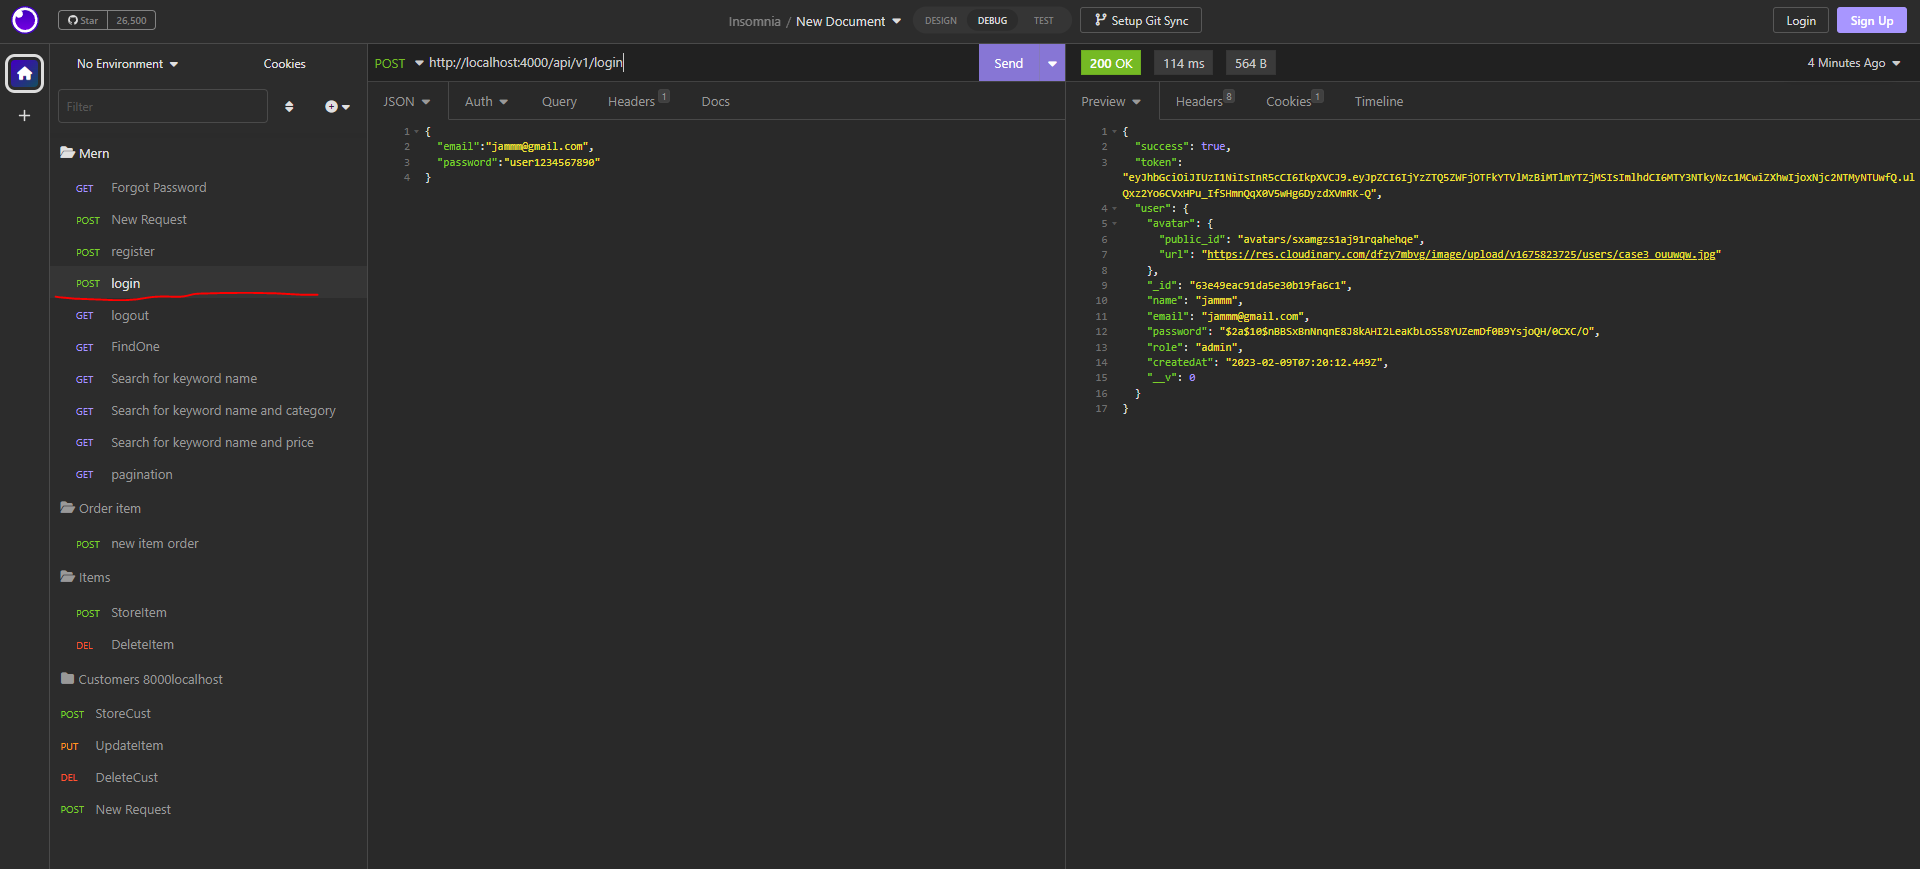 Star 26,500
Insomnia / New Document
DESIGN DEBUG TEST
Setup Git Sync
Login Sign Up
No Environment Cookies
Filter
Mern
GET Forgot Password
POST New Request
POST register
POST login
GET logout
GET FindOne
GET Search for keyword name
GET Search for keyword name and category
GET Search for keyword name and price
GET pagination
Order item
POST new item order
Items
POST StoreItem
DEL DeleteItem
Customers 8000localhost
POST StoreCust
PUT UpdateItem
DEL DeleteCust
POST New Request
POST http://localhost:4000/api/v1/login Send
JSON Auth Query Headers 1 Docs
1 {
2 "email":"jammm@gmail.com",
3 "password":"user1234567890"
4 }
200 OK 114 ms 564 B 4 Minutes Ago
Preview Headers 8 Cookies 1 Timeline
1 {
2 "success": true,
3 "token":
"eyJhbGciOiJIUzI1NiIsInR5cCI6IkpXVCJ9.eyJpZCI6IjYzZTQ5ZWFjOTFkYTVlMzBiMTlmYTZjMSIsImlhdCI6MTY3NTkyNzc1MCwiZXhwIjoxNjc2NTMyNTUwfQ.ul
Qxz2Yo6CVxHPu_IfSHmnQqX0V5wHg6DyzdXVmRK-Q",
4 "user": {
5 "avatar": {
6 "public_id": "avatars/sxamgzs1aj91rqahehqe",
7 "url": "https://res.cloudinary.com/dfzy7mbvg/image/upload/v1675823725/users/case3_ouuwqw.jpg"
8 },
9 "_id": "63e49eac91da5e30b19fa6c1",
10 "name": "jammm",
11 "email": "jammm@gmail.com",
12 "password": "$2a$10$nBBSxBnNnqnE8J8kAHI2LeaKbLoS58YUZemDf0B9YsjoQH/0CXC/O",
13 "role": "admin",
14 "createdAt": "2023-02-09T07:20:12.449Z",
15 "__v": 0
16 }
17 }